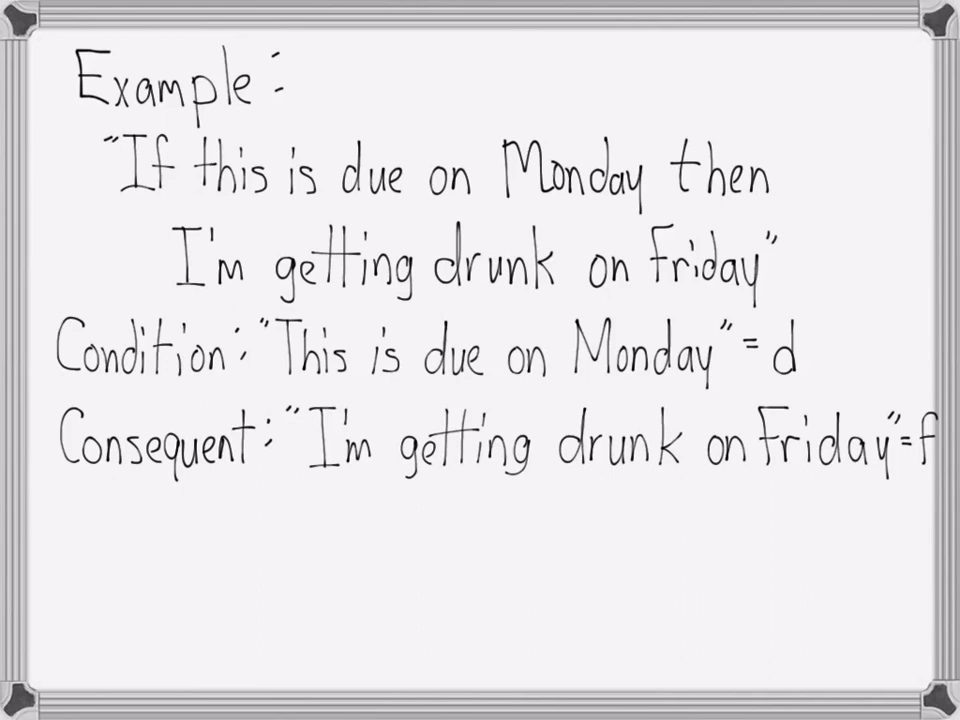 Example:
"If this is due on Monday then
I'm getting drunk on Friday"
Condition: "This is due on Monday" = d
Consequent: "I'm getting drunk on Friday" = f